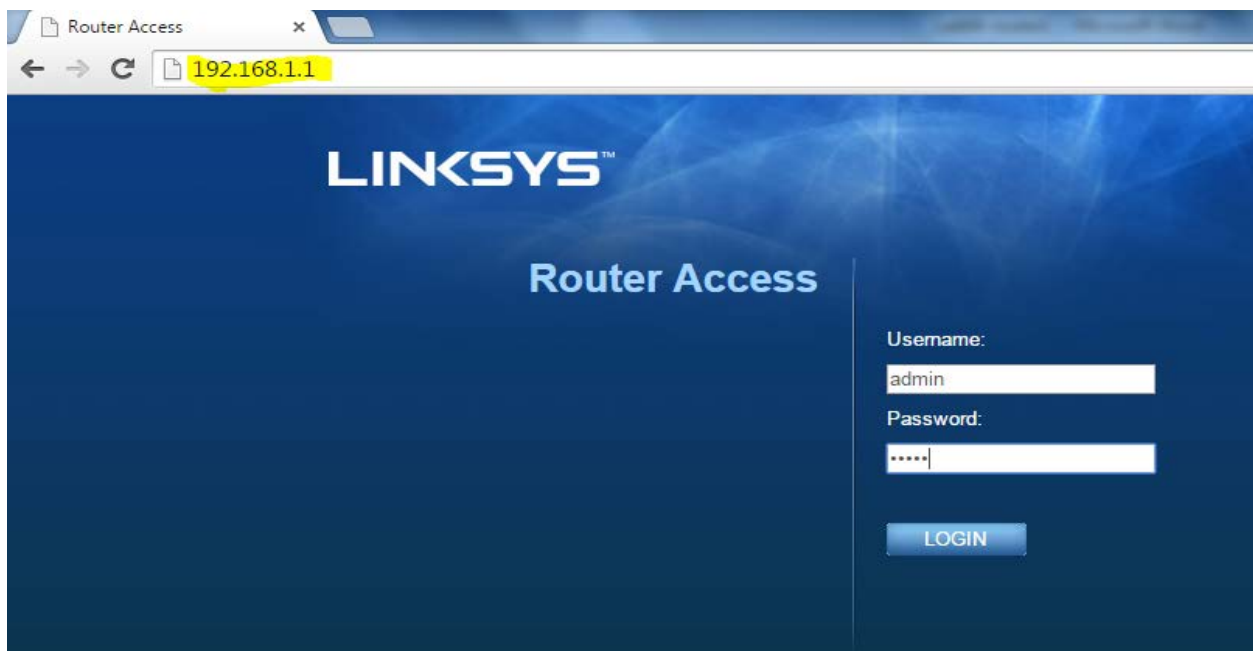 Router Access
192.168.1.1
LINKSYS™
Router Access
Username:
admin
Password:
•••••
LOGIN